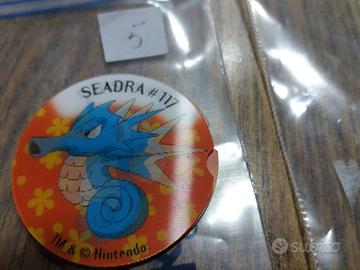 5
SEADRA #117
TM & © Nintendo.
subito